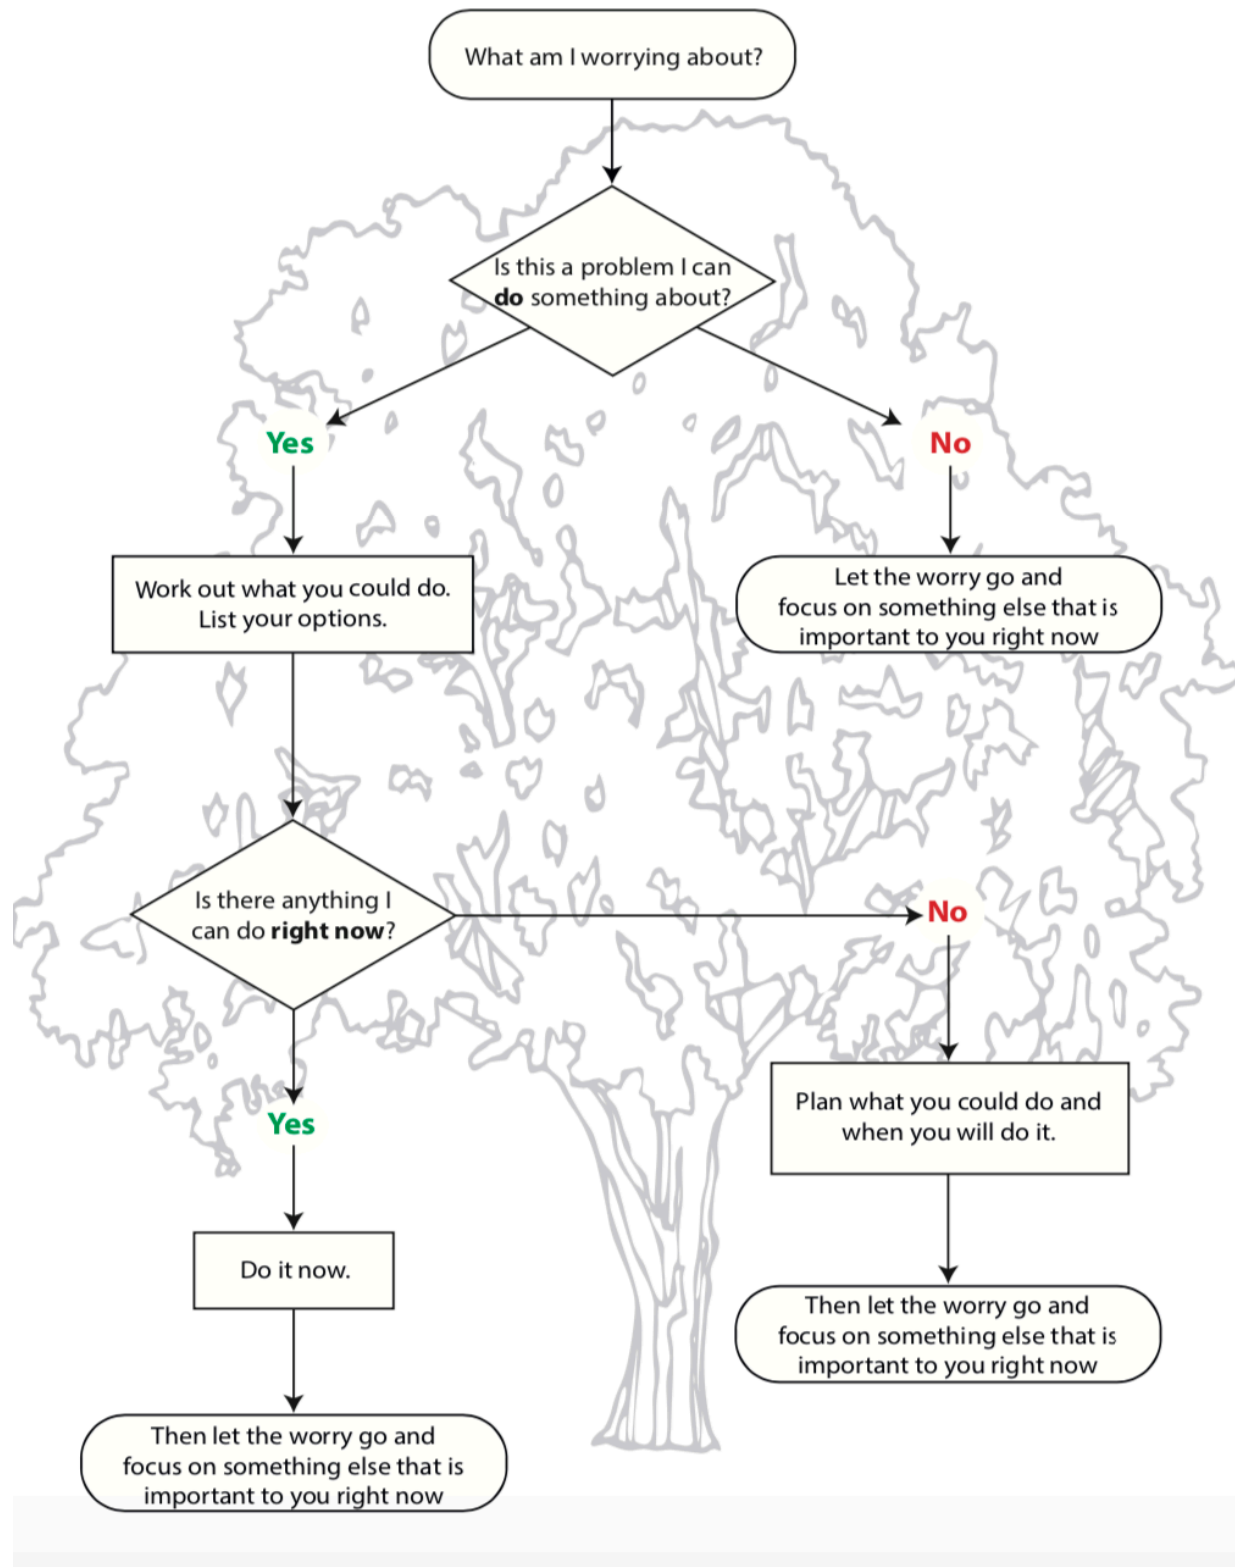 What am I worrying about?
Is this a problem I can
do something about?
Yes
No
Work out what you could do.
List your options.
Let the worry go and
focus on something else that is
important to you right now
Is there anything I
can do right now?
No
Yes
Plan what you could do and
when you will do it.
Do it now.
Then let the worry go and
focus on something else that is
important to you right now
Then let the worry go and
focus on something else that is
important to you right now